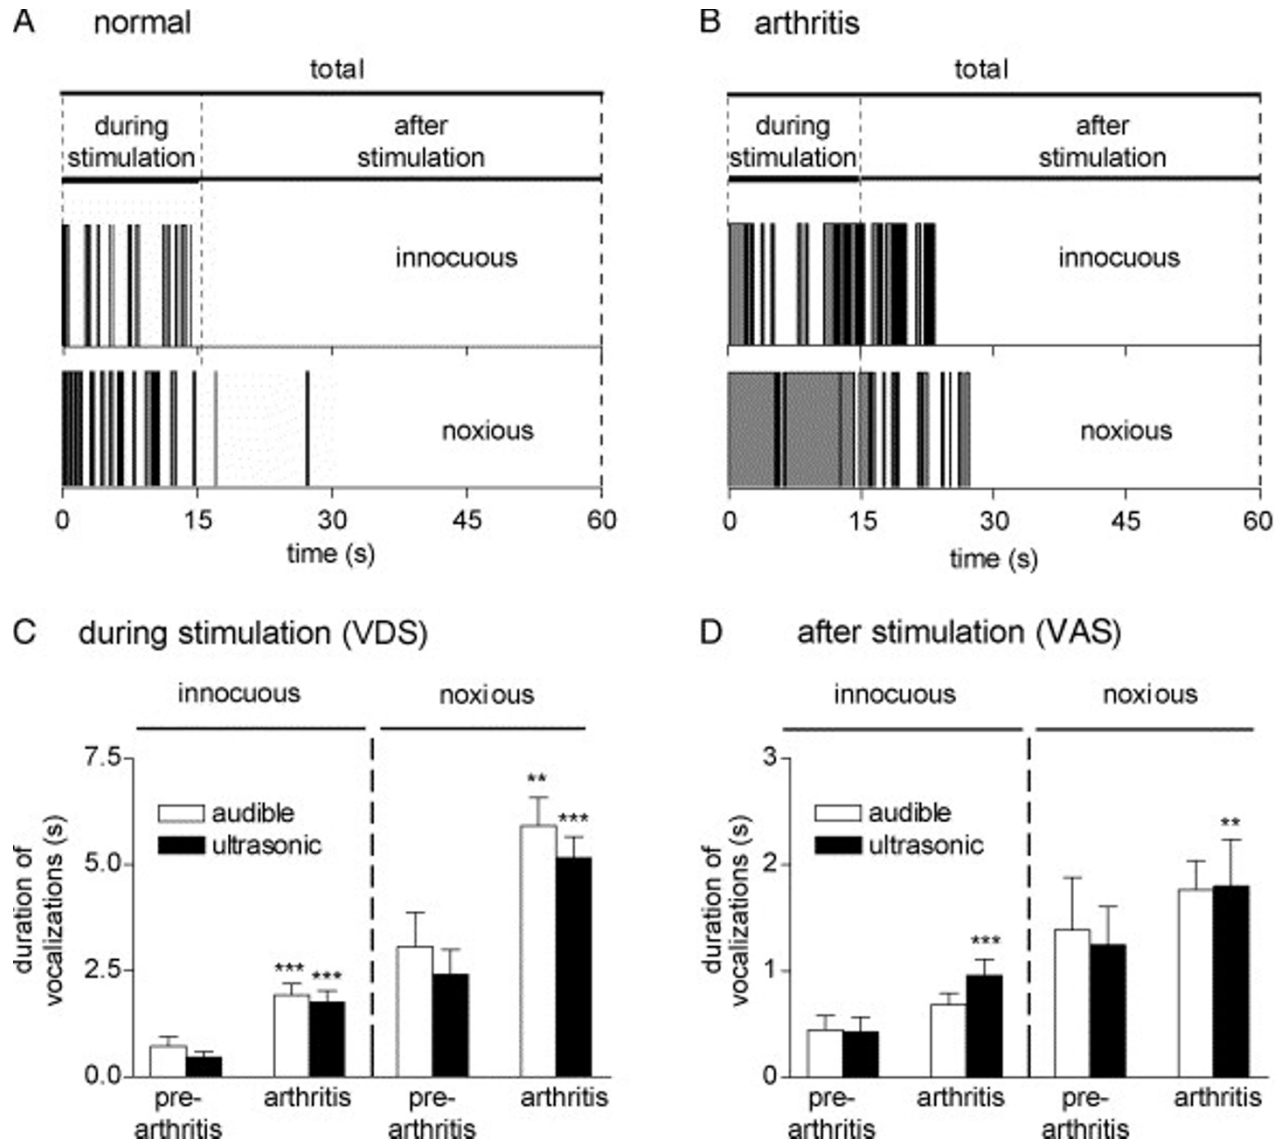 A normal
total
during stimulation
after stimulation
innocuous
noxious
0 15 30 45 60
time (s)
B arthritis
total
during stimulation
after stimulation
innocuous
noxious
0 15 30 45 60
time (s)
C during stimulation (VDS)
innocuous noxious
7.5
5.0
2.5
0.0
duration of
vocalizations (s)
audible
ultrasonic
*** *** ** ***
pre-arthritis arthritis pre-arthritis arthritis
D after stimulation (VAS)
innocuous noxious
3
2
1
0
duration of
vocalizations (s)
audible
ultrasonic
*** **
pre-arthritis arthritis pre-arthritis arthritis